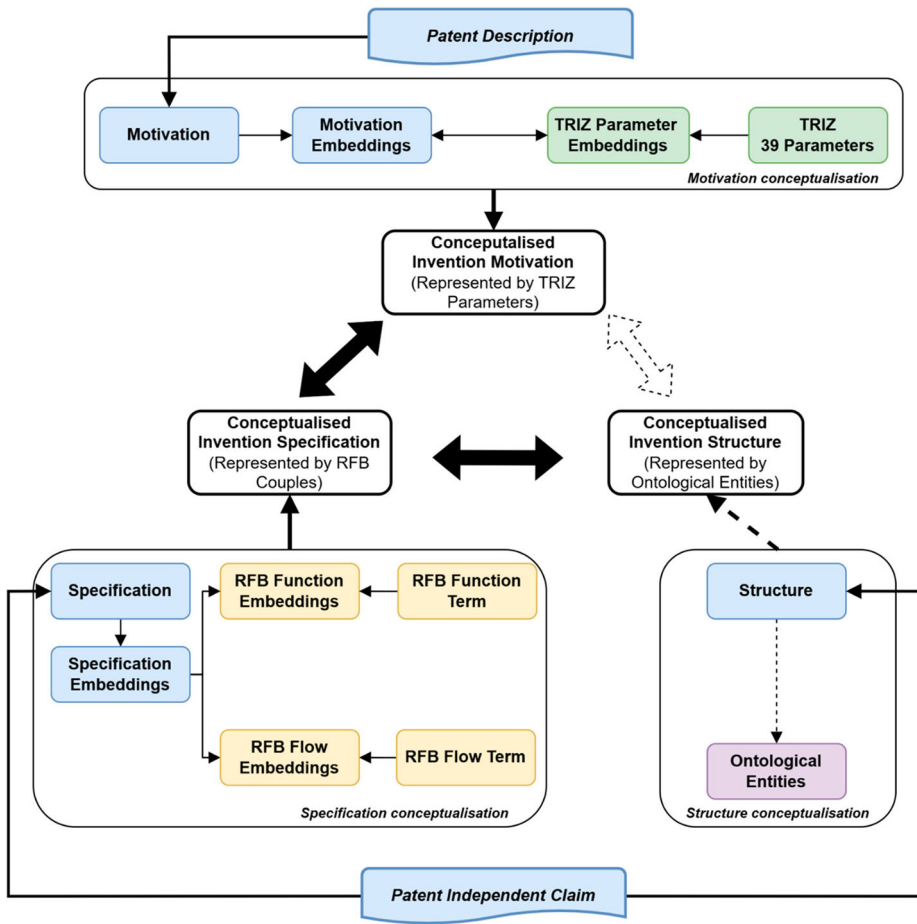 Patent Description
Motivation
Motivation
Embeddings
TRIZ Parameter
Embeddings
TRIZ
39 Parameters
Motivation conceptualisation
Conceputalised
Invention Motivation
(Represented by TRIZ
Parameters)
Conceptualised
Invention Specification
(Represented by RFB
Couples)
Conceptualised
Invention Structure
(Represented by
Ontological Entities)
Specification
RFB Function
Embeddings
RFB Function
Term
Specification
Embeddings
RFB Flow
Embeddings
RFB Flow Term
Specification conceptualisation
Structure
Ontological
Entities
Structure conceptualisation
Patent Independent Claim